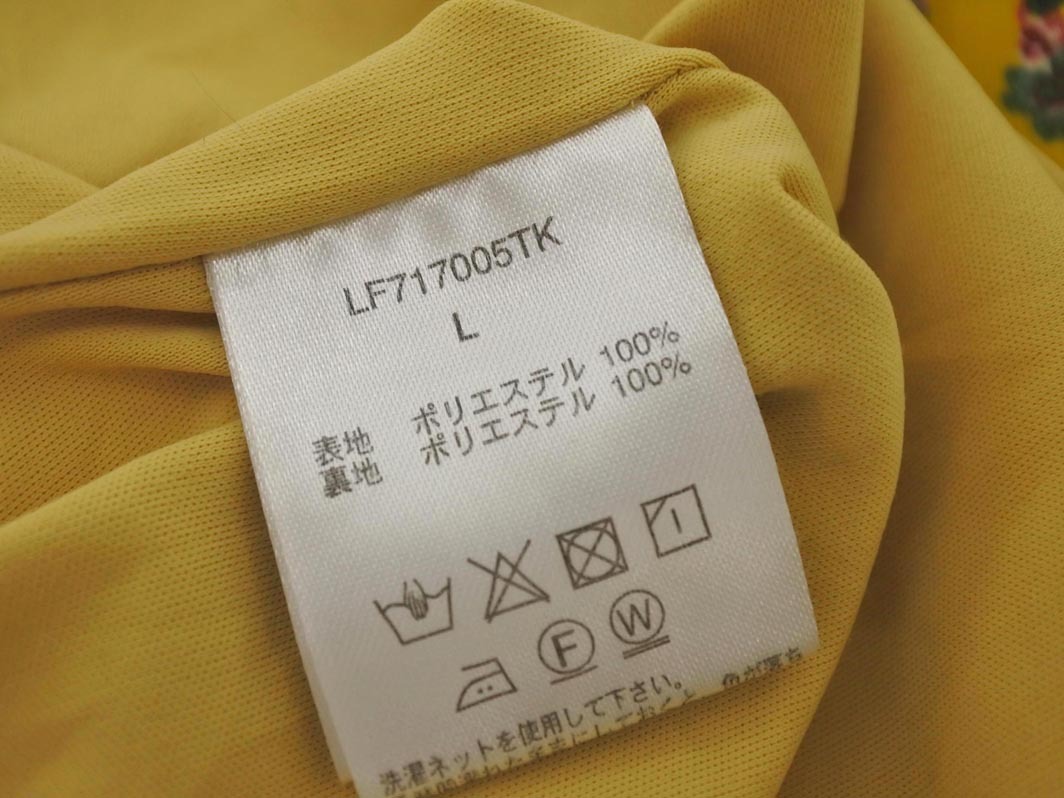 LF717005TK
L
表地 ポリエステル 100%
裏地 ポリエステル 100%
F W
洗濯ネットを使用して下さい。